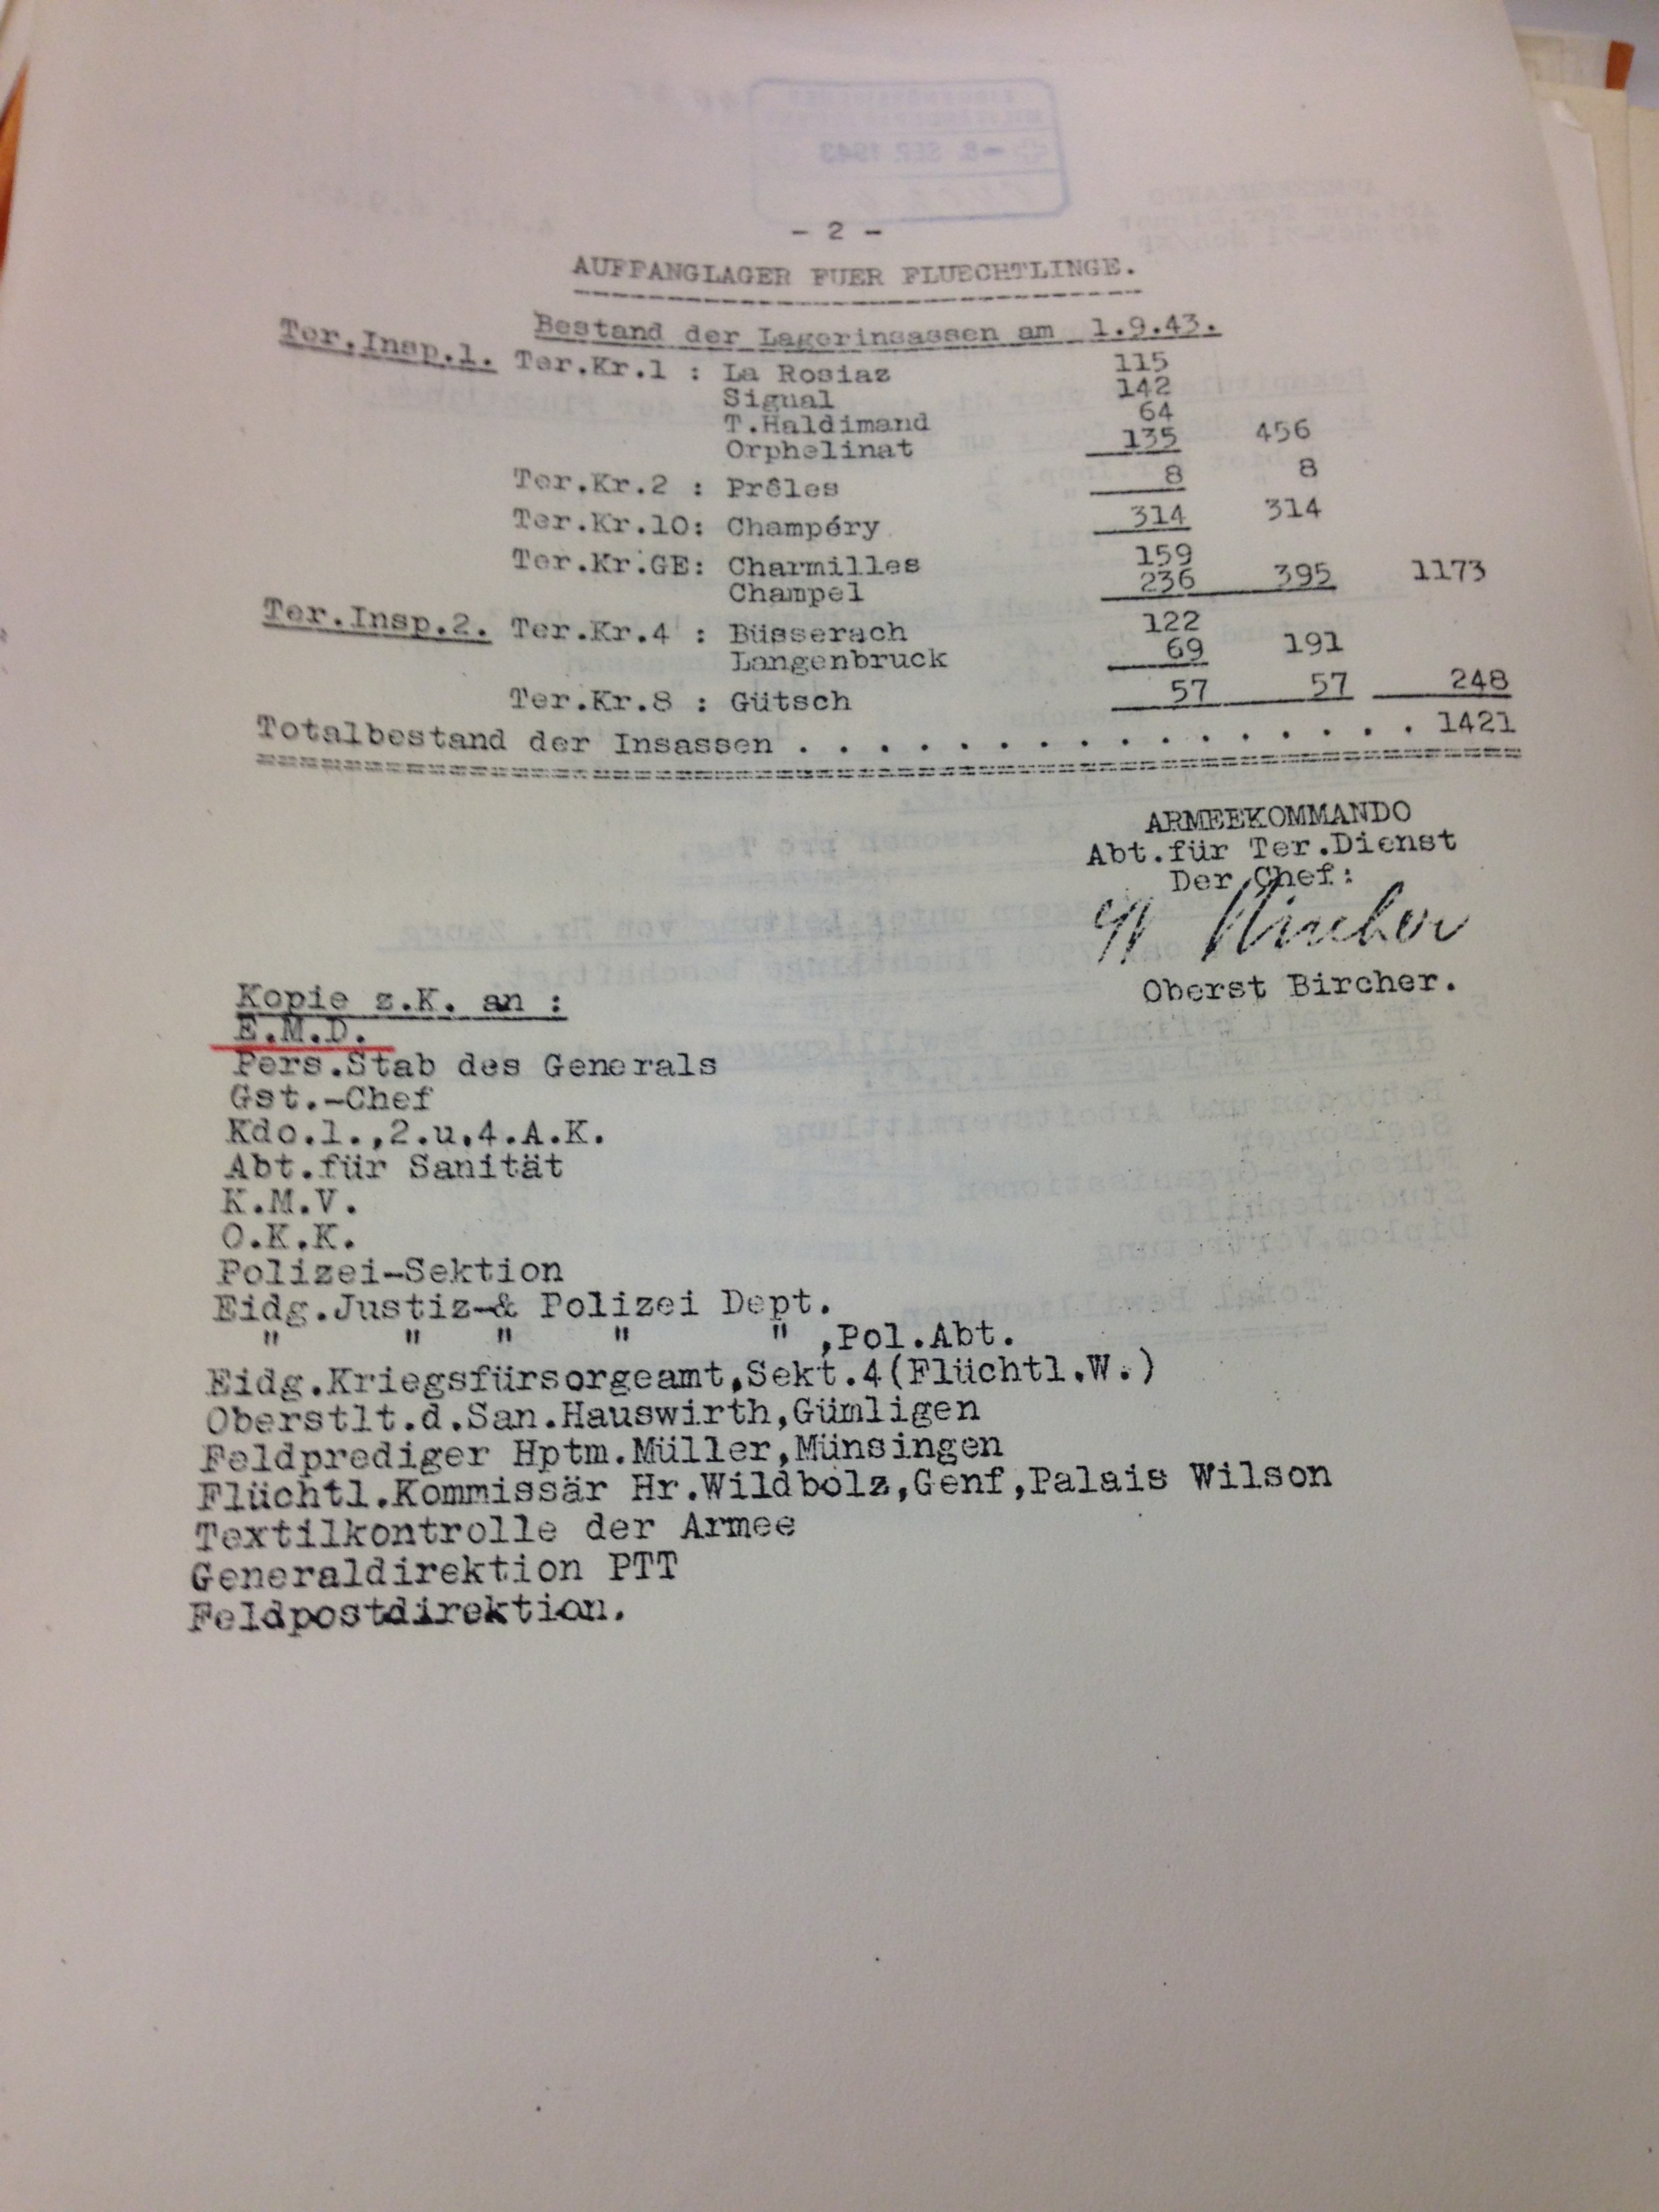 - 2 -
AUFFANGLAGER FUER FLUECHTLINGE.
Bestand der Lagerinsassen am 1.9.43.
Ter.Insp.1. Ter.Kr.1 : La Rosiaz 115
Signal 142
T.Haldimand 64
Orphelinat 135 456
Ter.Kr.2 : Prêles 8 8
Ter.Kr.10: Champéry 314 314
Ter.Kr.GE: Charmilles 159
Champel 236 395 1173
Ter.Insp.2. Ter.Kr.4 : Büsserach 122
Langenbruck 69 191
Ter.Kr.8 : Gütsch 57 57 248
Totalbestand der Insassen . . . . . . . . . . . . . . . . 1421
ARMEEKOMMANDO
Abt.für Ter.Dienst
Der Chef:
Oberst Bircher.
Kopie z.K. an :
E.M.D.
Pers.Stab des Generals
Gst.-Chef
Kdo.1.,2.u.4.A.K.
Abt.für Sanität
K.M.V.
O.K.K.
Polizei-Sektion
Eidg.Justiz-& Polizei Dept.
" " " " " ,Pol.Abt.
Eidg.Kriegsfürsorgeamt,Sekt.4(Flüchtl.W.)
Oberstlt.d.San.Hauswirth,Gümligen
Feldprediger Hptm.Müller,Münsingen
Flüchtl.Kommissär Hr.Wildbolz,Genf,Palais Wilson
Textilkontrolle der Armee
Generaldirektion PTT
Feldpostdirektion.